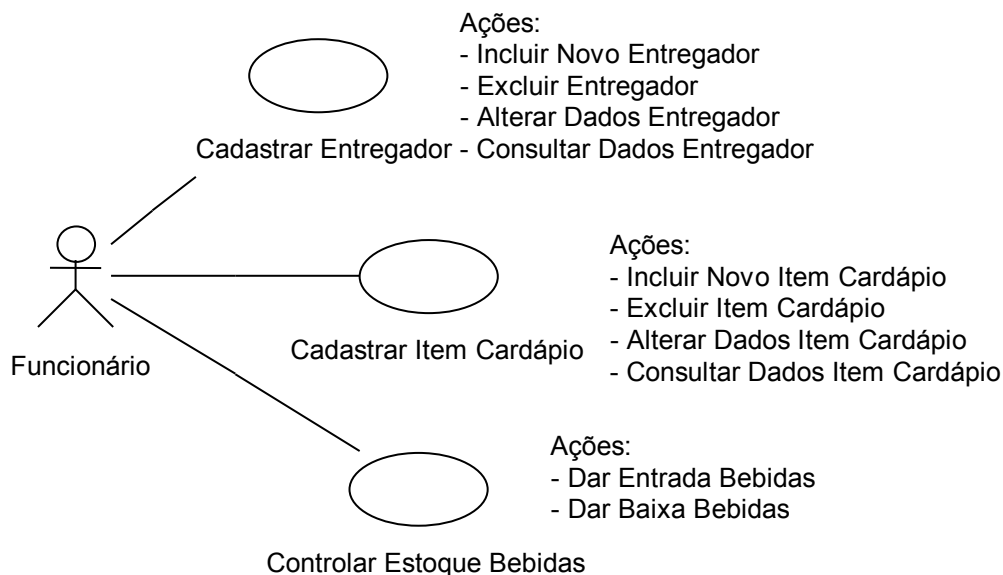 Ações:
- Incluir Novo Entregador
- Excluir Entregador
- Alterar Dados Entregador
Cadastrar Entregador - Consultar Dados Entregador
Ações:
- Incluir Novo Item Cardápio
- Excluir Item Cardápio
- Alterar Dados Item Cardápio
- Consultar Dados Item Cardápio
Cadastrar Item Cardápio
Funcionário
Ações:
- Dar Entrada Bebidas
- Dar Baixa Bebidas
Controlar Estoque Bebidas